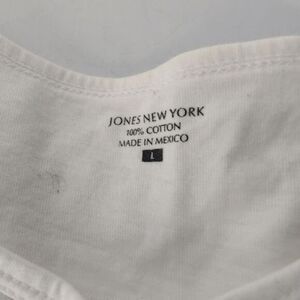 JONES NEW YORK
100% COTTON
MADE IN MEXICO
L